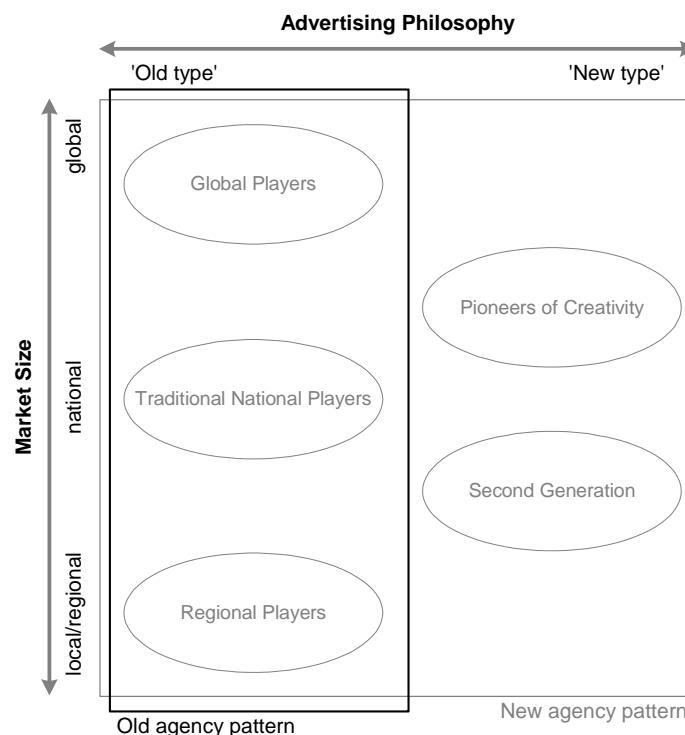 Advertising Philosophy
'Old type'
'New type'
Market Size
global
national
local/regional
Global Players
Pioneers of Creativity
Traditional National Players
Second Generation
Regional Players
New agency pattern
Old agency pattern